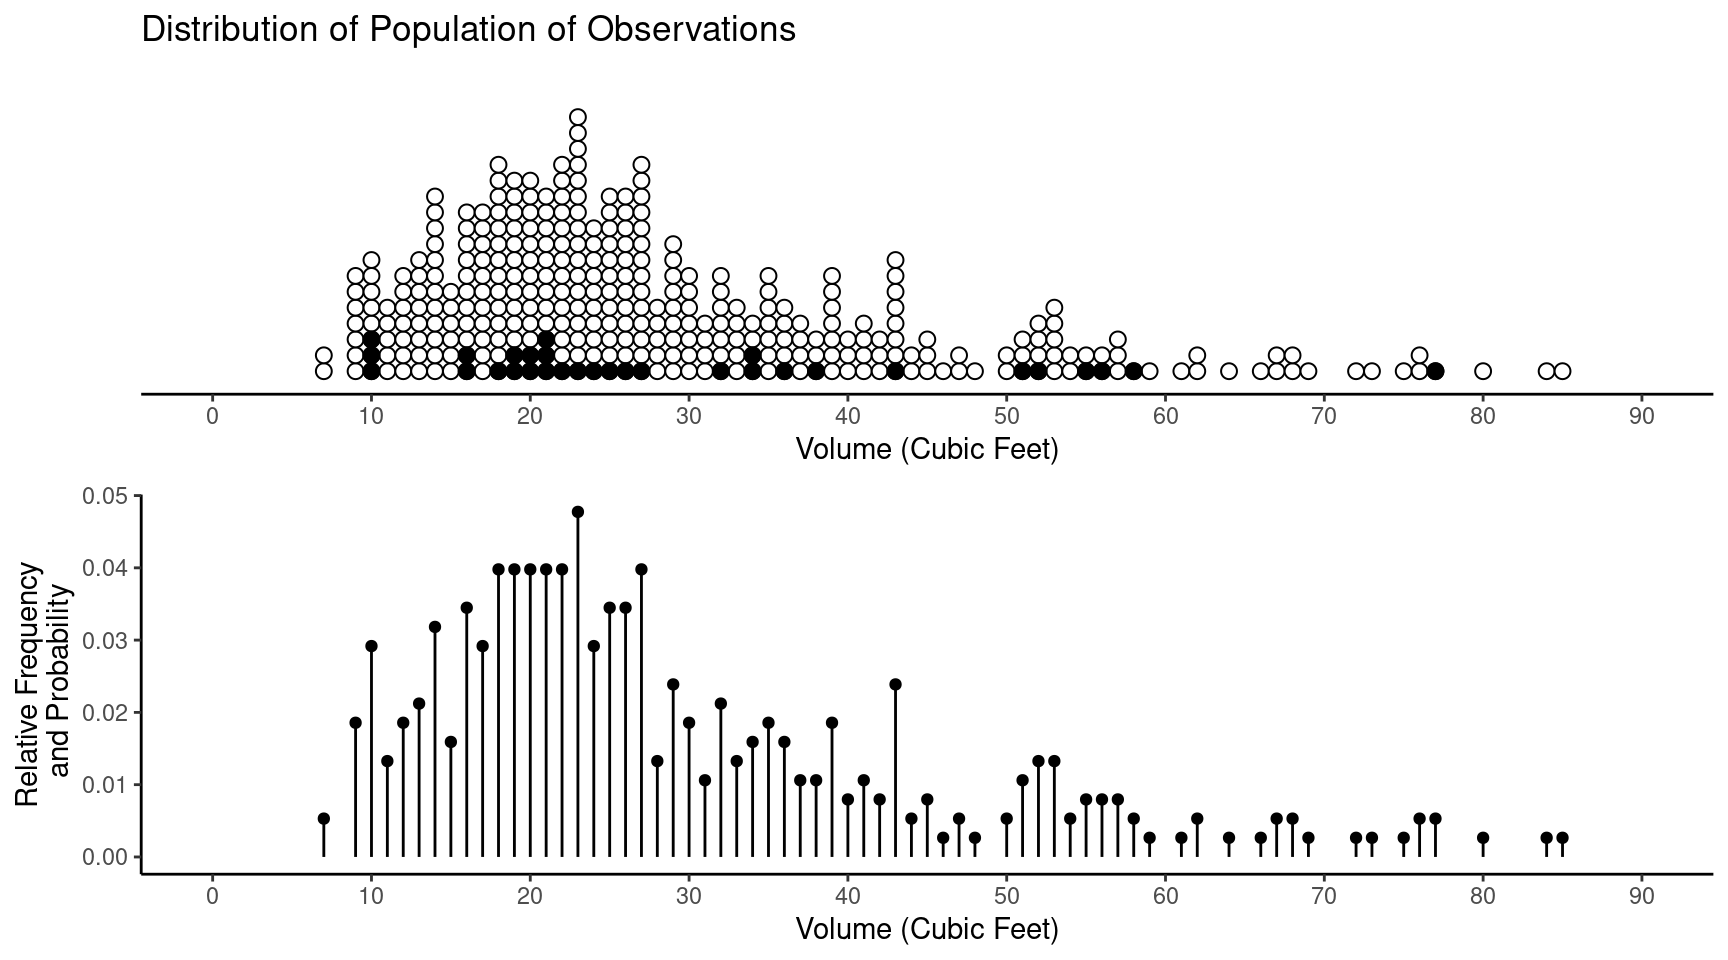 Distribution of Population of Observations
0 10 20 30 40 50 60 70 80 90
Volume (Cubic Feet)
Relative Frequency
and Probability
0.05
0.04
0.03
0.02
0.01
0.00
0 10 20 30 40 50 60 70 80 90
Volume (Cubic Feet)